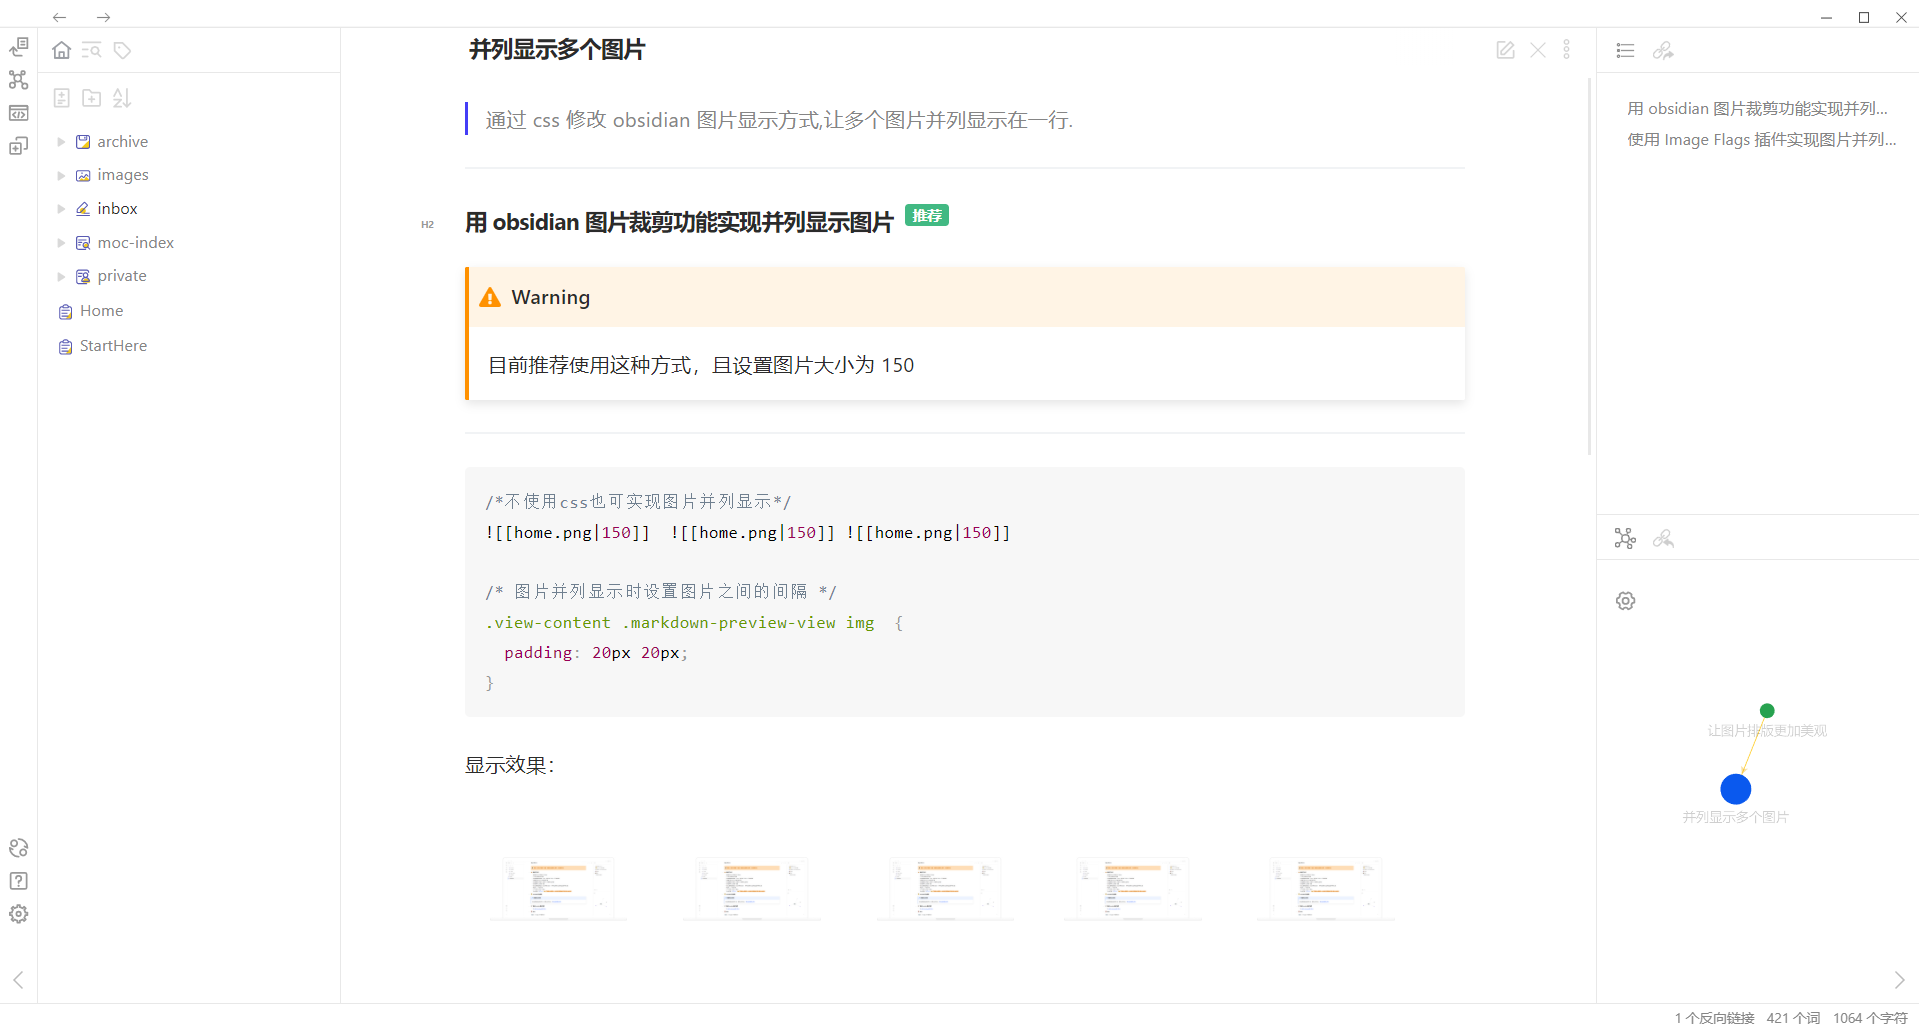 archive
images
inbox
moc-index
private
Home
StartHere
并列显示多个图片
通过 css 修改 obsidian 图片显示方式,让多个图片并列显示在一行.
H2
用 obsidian 图片裁剪功能实现并列显示图片 推荐
Warning
目前推荐使用这种方式，且设置图片大小为 150
/*不使用css也可实现图片并列显示*/
![[home.png|150]]  ![[home.png|150]] ![[home.png|150]]
/* 图片并列显示时设置图片之间的间隔 */
.view-content .markdown-preview-view img  {
  padding: 20px 20px;
}
显示效果：
用 obsidian 图片裁剪功能实现并列...
使用 Image Flags 插件实现图片并列...
让图片排版更加美观
并列显示多个图片
1 个反向链接 421 个词 1064 个字符